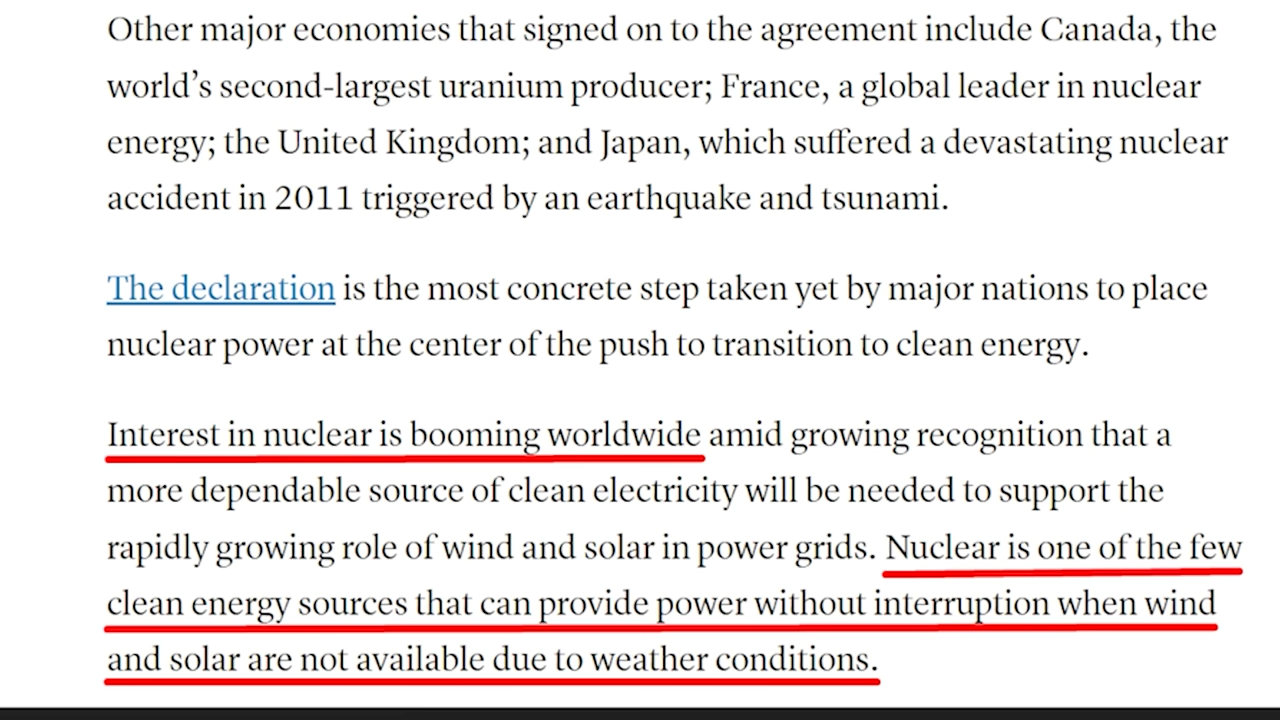 Other major economies that signed on to the agreement include Canada, the
world’s second-largest uranium producer; France, a global leader in nuclear
energy; the United Kingdom; and Japan, which suffered a devastating nuclear
accident in 2011 triggered by an earthquake and tsunami.
The declaration is the most concrete step taken yet by major nations to place
nuclear power at the center of the push to transition to clean energy.
Interest in nuclear is booming worldwide amid growing recognition that a
more dependable source of clean electricity will be needed to support the
rapidly growing role of wind and solar in power grids. Nuclear is one of the few
clean energy sources that can provide power without interruption when wind
and solar are not available due to weather conditions.